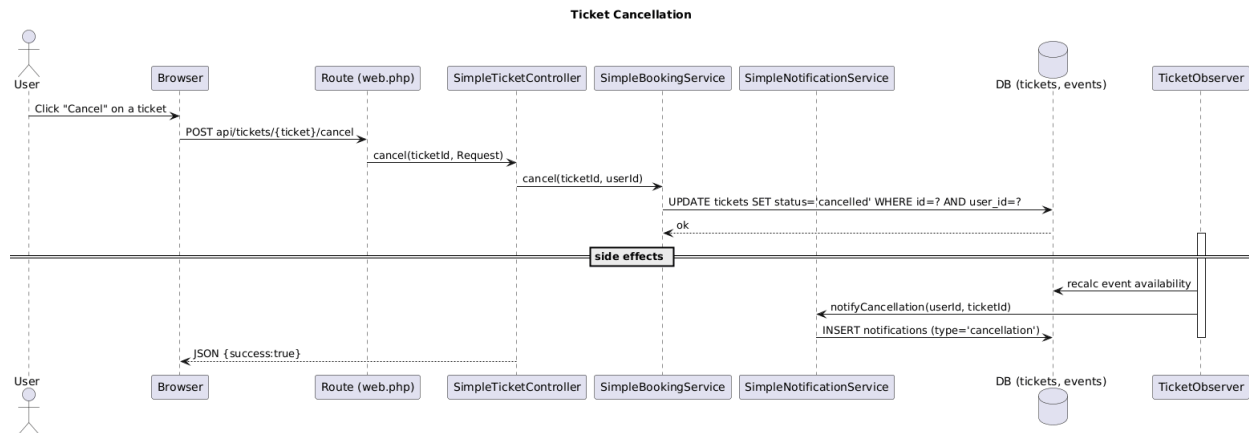 Ticket Cancellation
User
Browser
Route (web.php)
SimpleTicketController
SimpleBookingService
SimpleNotificationService
DB (tickets, events)
TicketObserver
Click "Cancel" on a ticket
POST api/tickets/{ticket}/cancel
cancel(ticketId, Request)
cancel(ticketId, userId)
UPDATE tickets SET status='cancelled' WHERE id=? AND user_id=?
ok
side effects
recalc event availability
notifyCancellation(userId, ticketId)
INSERT notifications (type='cancellation')
JSON {success:true}
User
Browser
Route (web.php)
SimpleTicketController
SimpleBookingService
SimpleNotificationService
DB (tickets, events)
TicketObserver